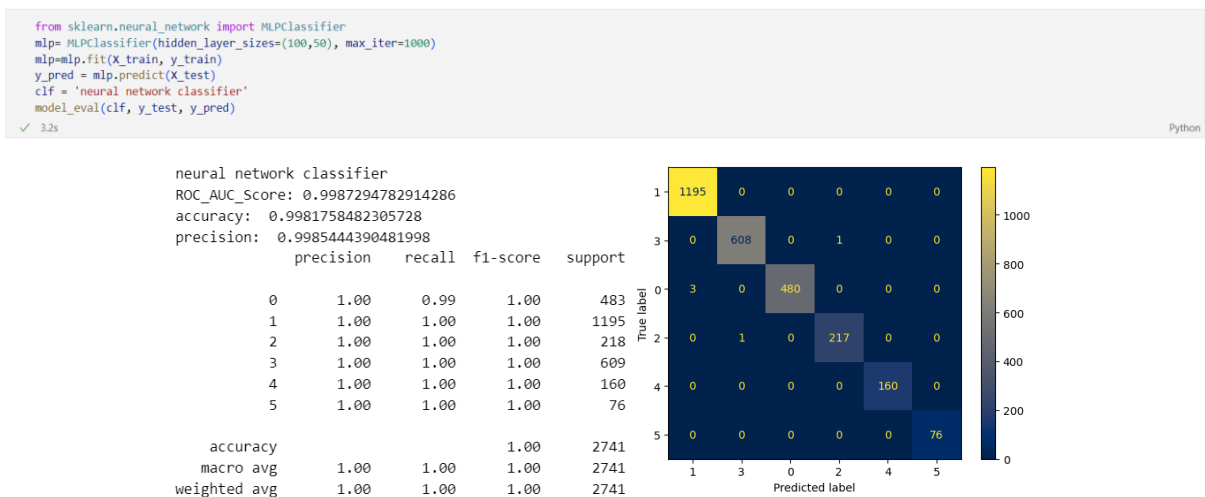 from sklearn.neural_network import MLPClassifier
mlp= MLPClassifier(hidden_layer_sizes=(100,50), max_iter=1000)
mlp=mlp.fit(X_train, y_train)
y_pred = mlp.predict(X_test)
clf = 'neural network classifier'
model_eval(clf, y_test, y_pred)
✓ 3.2s Python
neural network classifier
ROC_AUC_Score: 0.9987294782914286
accuracy: 0.9981758482305728
precision: 0.9985444390481998
precision recall f1-score support
0 1.00 0.99 1.00 483
1 1.00 1.00 1.00 1195
2 1.00 1.00 1.00 218
3 1.00 1.00 1.00 609
4 1.00 1.00 1.00 160
5 1.00 1.00 1.00 76
accuracy 1.00 2741
macro avg 1.00 1.00 1.00 2741
weighted avg 1.00 1.00 1.00 2741
True label
1 1195 0 0 0 0 0
3 0 608 0 1 0 0
0 3 0 480 0 0 0
2 0 1 0 217 0 0
4 0 0 0 0 160 0
5 0 0 0 0 0 76
1 3 0 2 4 5
Predicted label
1000
800
600
400
200
0